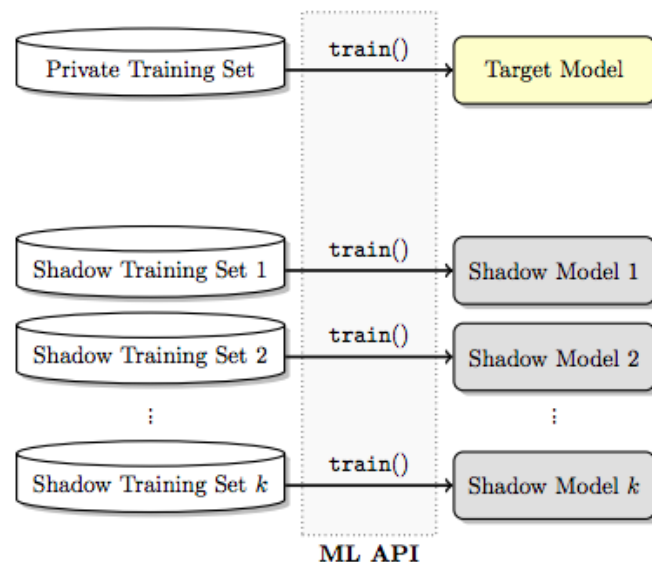 Private Training Set train() Target Model
Shadow Training Set 1 train() Shadow Model 1
Shadow Training Set 2 train() Shadow Model 2
⋮ ⋮
Shadow Training Set k train() Shadow Model k
ML API